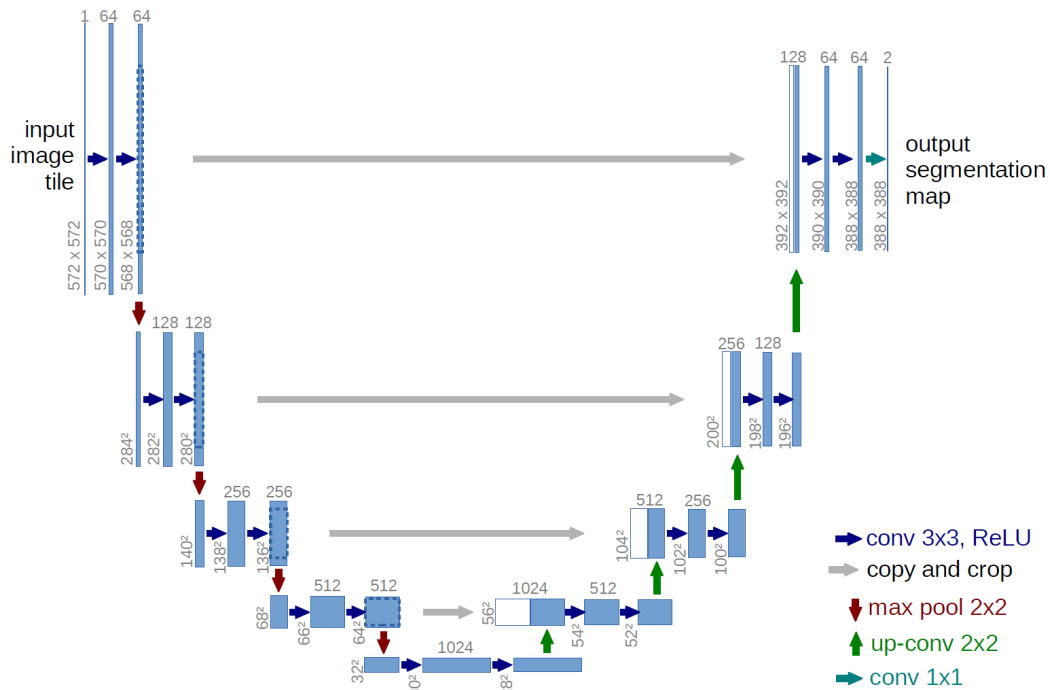 1 64 64
input
image
tile
572 x 572
570 x 570
568 x 568
128 64 64 2
output
segmentation
map
392 x 392
390 x 390
388 x 388
388 x 388
128 128
284²
282²
280²
256 128
200²
198²
196²
256 256
140²
138²
136²
512 256
104²
102²
100²
512 512
68²
66²
64²
1024 512
56²
54²
52²
1024
32²
conv 3x3, ReLU
copy and crop
max pool 2x2
up-conv 2x2
conv 1x1